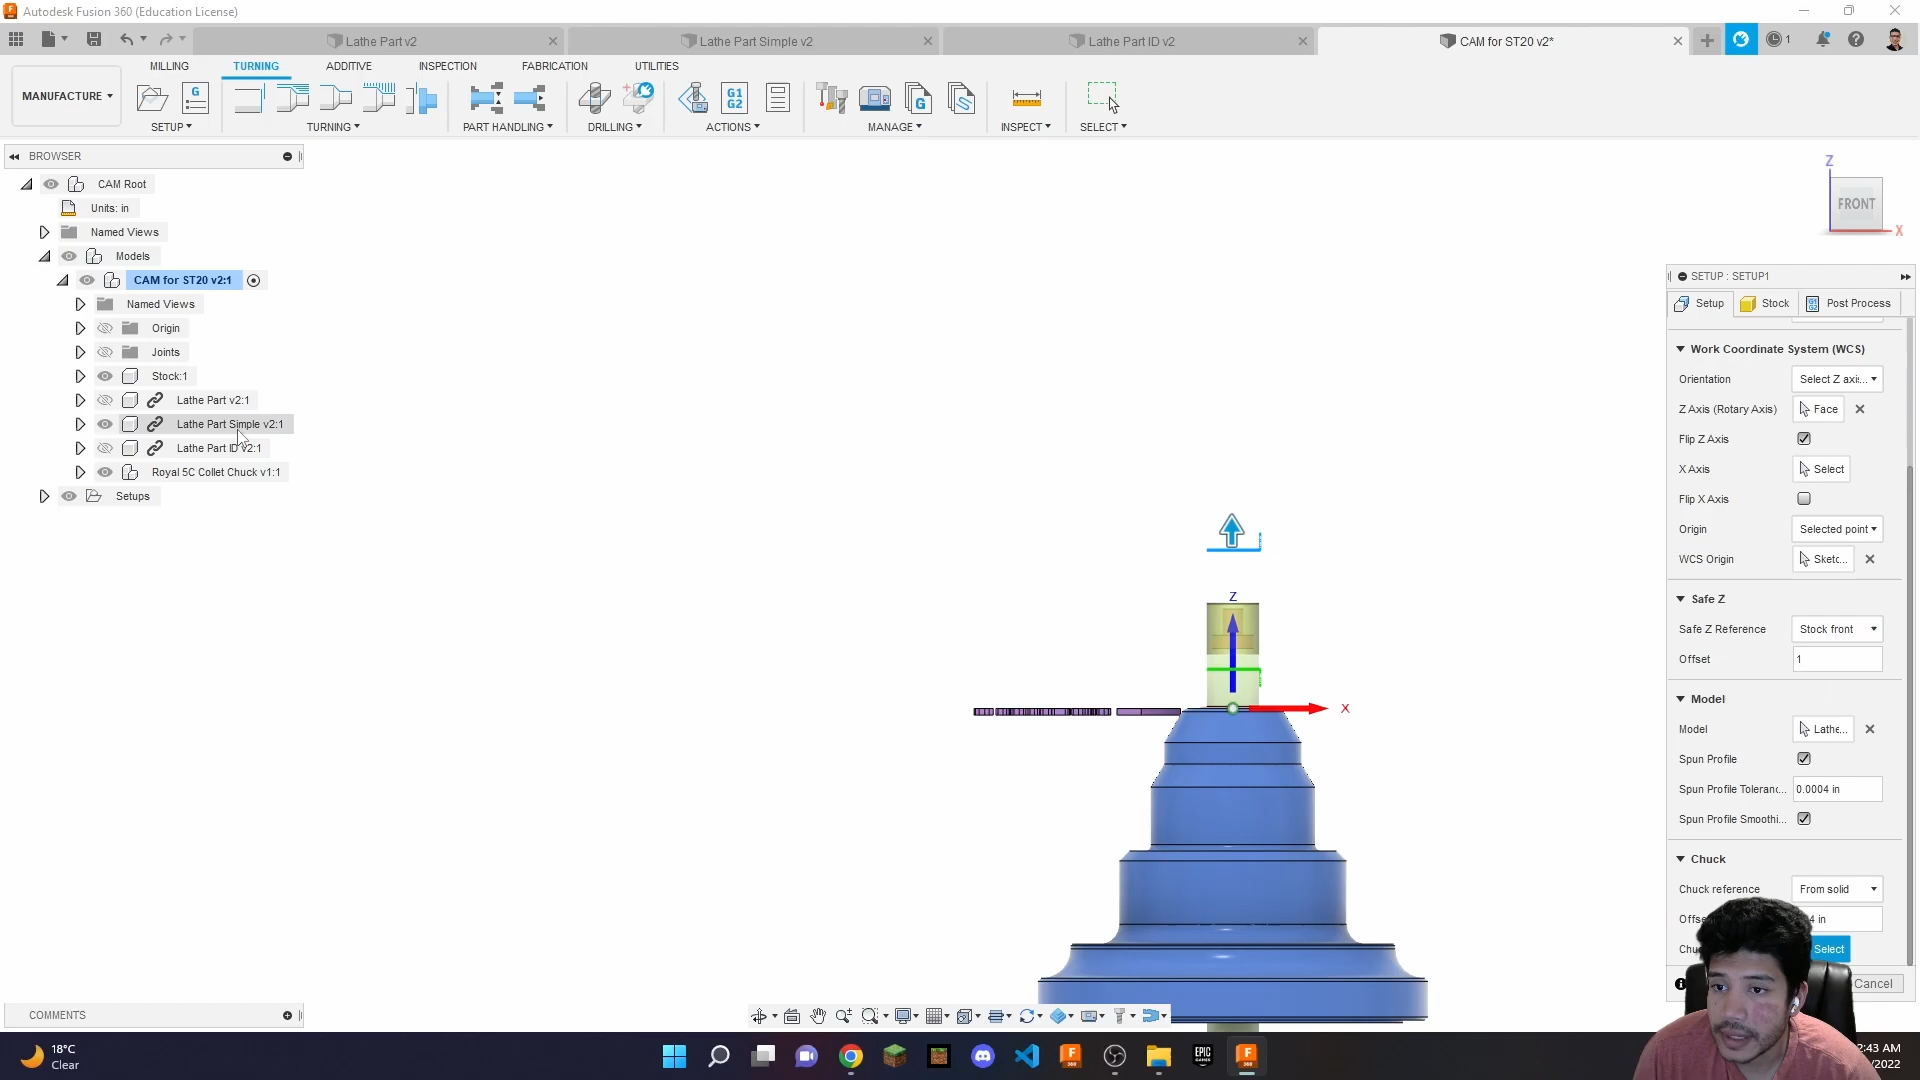 Autodesk Fusion 360 (Education License)
Lathe Part v2
Lathe Part Simple v2
Lathe Part ID v2
CAM for ST20 v2*
1
MILLING
TURNING
ADDITIVE
INSPECTION
FABRICATION
UTILITIES
MANUFACTURE
SETUP
TURNING
PART HANDLING
DRILLING
ACTIONS
MANAGE
INSPECT
SELECT
BROWSER
CAM Root
Units: in
Named Views
Models
CAM for ST20 v2:1
Named Views
Origin
Joints
Stock:1
Lathe Part v2:1
Lathe Part Simple v2:1
Lathe Part ID v2:1
Royal 5C Collet Chuck v1:1
Setups
Z
FRONT
X
Z
X
SETUP : SETUP1
Setup
Stock
Post Process
Work Coordinate System (WCS)
Orientation
Select Z axi...
Z Axis (Rotary Axis)
Face
Flip Z Axis
X Axis
Select
Flip X Axis
Origin
Selected point
WCS Origin
Sketc...
Safe Z
Safe Z Reference
Stock front
Offset
1
Model
Model
Lathe...
Spun Profile
Spun Profile Toleranc...
0.0004 in
Spun Profile Smoothi...
Chuck
Chuck reference
From solid
Select
Cancel
COMMENTS
18°C
Clear
2:43 AM
/2022